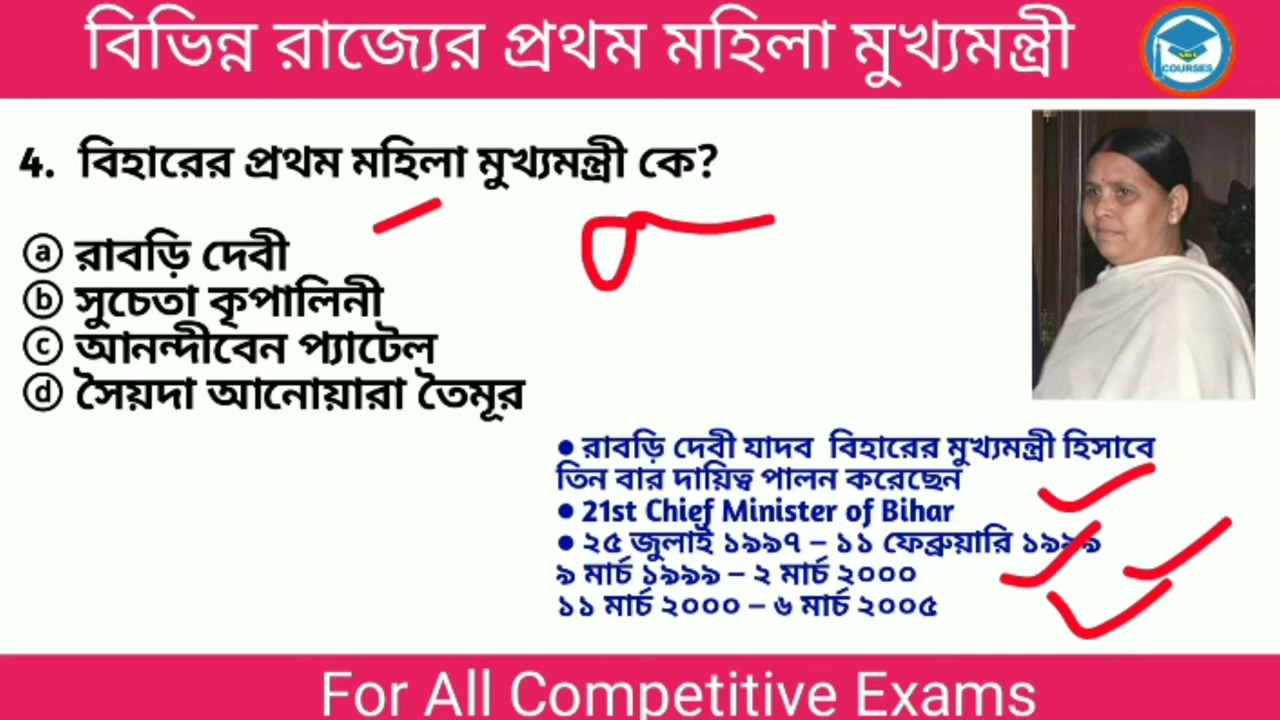 বিভিন্ন রাজ্যের প্রথম মহিলা মুখ্যমন্ত্রী
COURSES
4. বিহারের প্রথম মহিলা মুখ্যমন্ত্রী কে?
ⓐ রাবড়ি দেবী
ⓑ সুচেতা কৃপালিনী
ⓒ আনন্দীবেন প্যাটেল
ⓓ সৈয়দা আনোয়ারা তৈমূর
● রাবড়ি দেবী যাদব বিহারের মুখ্যমন্ত্রী হিসাবে
তিন বার দায়িত্ব পালন করেছেন
● 21st Chief Minister of Bihar
● ২৫ জুলাই ১৯৯৭ – ১১ ফেব্রুয়ারি ১৯৯৯
৯ মার্চ ১৯৯৯ – ২ মার্চ ২০০০
১১ মার্চ ২০০০ – ৬ মার্চ ২০০৫
For All Competitive Exams